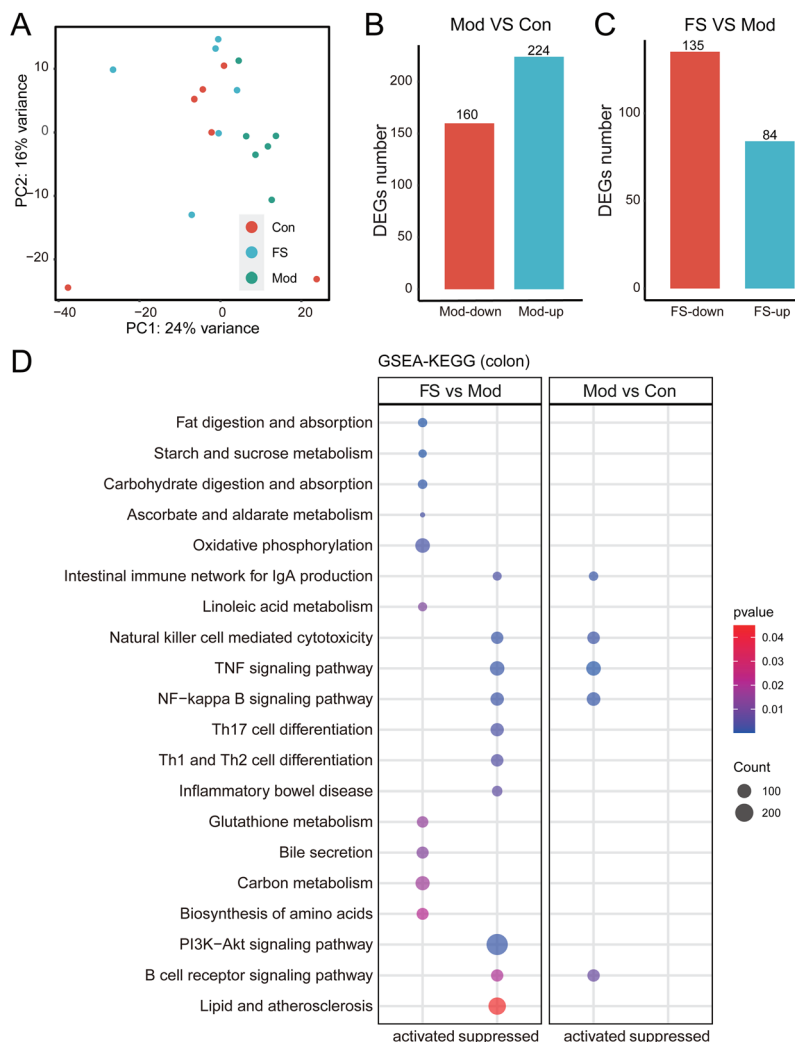 A
PC2: 16% variance
10
0
−10
−20
−40
−20
0
20
PC1: 24% variance
Con
FS
Mod
B
Mod VS Con
DEGs number
200
150
100
50
0
160
224
Mod-down
Mod-up
C
FS VS Mod
DEGs number
100
50
0
135
84
FS-down
FS-up
D
GSEA-KEGG (colon)
FS vs Mod
Mod vs Con
Fat digestion and absorption
Starch and sucrose metabolism
Carbohydrate digestion and absorption
Ascorbate and aldarate metabolism
Oxidative phosphorylation
Intestinal immune network for IgA production
Linoleic acid metabolism
Natural killer cell mediated cytotoxicity
TNF signaling pathway
NF−kappa B signaling pathway
Th17 cell differentiation
Th1 and Th2 cell differentiation
Inflammatory bowel disease
Glutathione metabolism
Bile secretion
Carbon metabolism
Biosynthesis of amino acids
PI3K−Akt signaling pathway
B cell receptor signaling pathway
Lipid and atherosclerosis
activated suppressed
activated suppressed
pvalue
0.04
0.03
0.02
0.01
Count
100
200